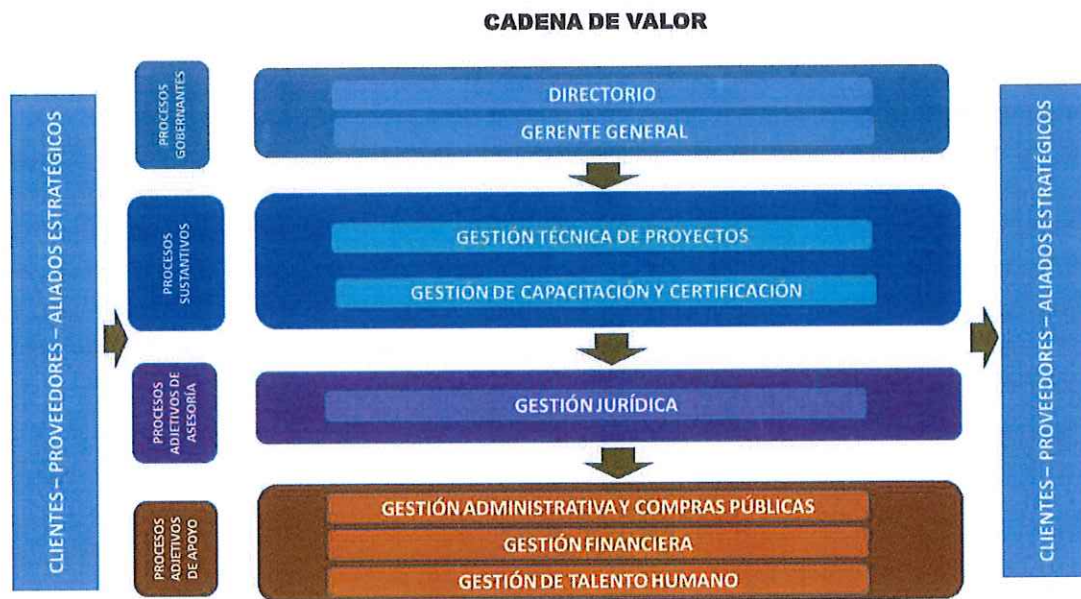 CADENA DE VALOR
CLIENTES – PROVEEDORES – ALIADOS ESTRATÉGICOS
PROCESOS
GOBERNANTES
DIRECTORIO
GERENTE GENERAL
PROCESOS
SUSTANTIVOS
GESTIÓN TÉCNICA DE PROYECTOS
GESTIÓN DE CAPACITACIÓN Y CERTIFICACIÓN
PROCESOS
ADJETIVOS DE
ASESORÍA
GESTIÓN JURÍDICA
PROCESOS
ADJETIVOS
DE APOYO
GESTIÓN ADMINISTRATIVA Y COMPRAS PÚBLICAS
GESTIÓN FINANCIERA
GESTIÓN DE TALENTO HUMANO
CLIENTES – PROVEEDORES – ALIADOS ESTRATÉGICOS